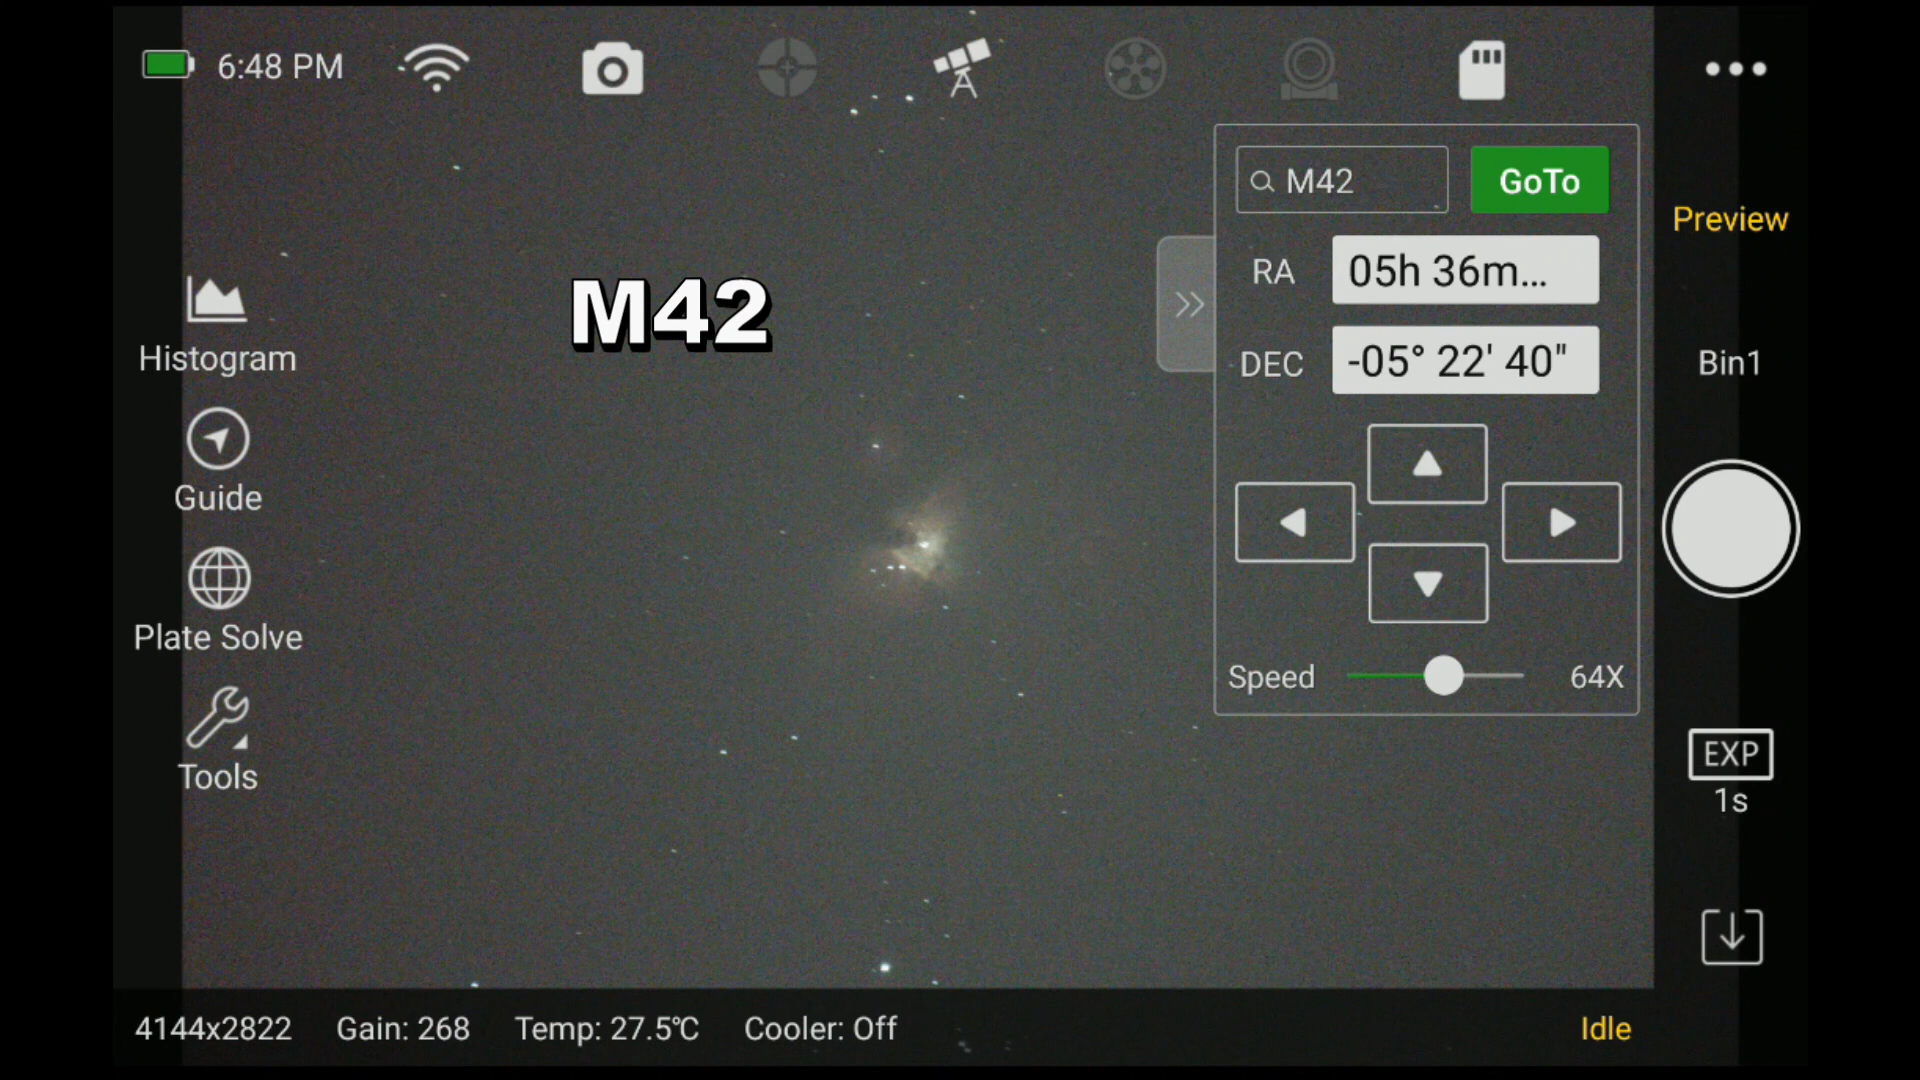 6:48 PM
M42
GoTo
Preview
RA
05h 36m...
M42
Histogram
DEC
-05° 22' 40"
Bin1
Guide
Plate Solve
Speed
64X
EXP
1s
Tools
4144x2822
Gain: 268
Temp: 27.5℃
Cooler: Off
Idle